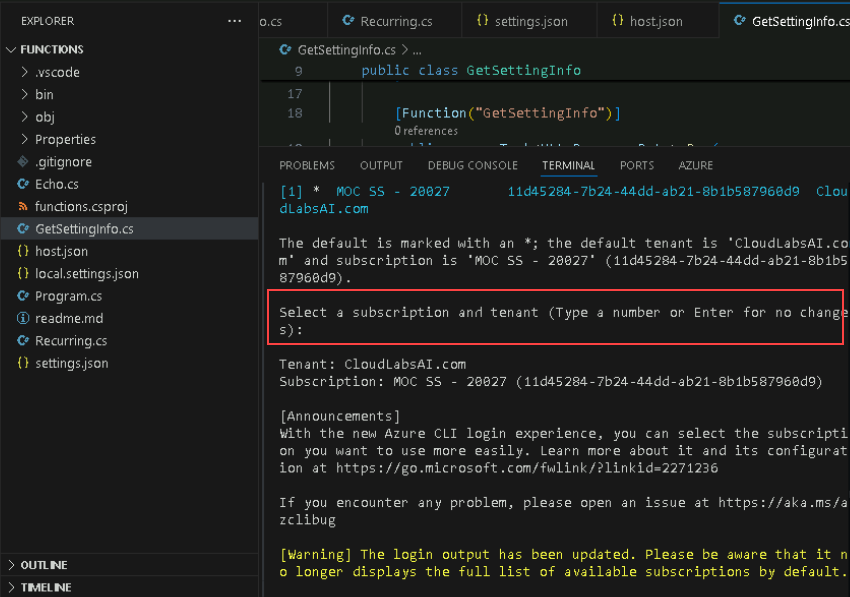 EXPLORER
...
FUNCTIONS
.vscode
bin
obj
Properties
.gitignore
Echo.cs
functions.csproj
GetSettingInfo.cs
{} host.json
{} local.settings.json
Program.cs
readme.md
Recurring.cs
{} settings.json
OUTLINE
TIMELINE
o.cs
Recurring.cs
{} settings.json
{} host.json
GetSettingInfo.cs
GetSettingInfo.cs > ...
9 public class GetSettingInfo
17
18 [Function("GetSettingInfo")]
0 references
PROBLEMS OUTPUT DEBUG CONSOLE TERMINAL PORTS AZURE
[1] * MOC SS - 20027 11d45284-7b24-44dd-ab21-8b1b587960d9 Clou
dLabsAI.com
The default is marked with an *; the default tenant is 'CloudLabsAI.co
m' and subscription is 'MOC SS - 20027' (11d45284-7b24-44dd-ab21-8b1b5
87960d9).
Select a subscription and tenant (Type a number or Enter for no change
s):
Tenant: CloudLabsAI.com
Subscription: MOC SS - 20027 (11d45284-7b24-44dd-ab21-8b1b587960d9)
[Announcements]
With the new Azure CLI login experience, you can select the subscripti
on you want to use more easily. Learn more about it and its configurat
ion at https://go.microsoft.com/fwlink/?linkid=2271236
If you encounter any problem, please open an issue at https://aka.ms/a
zclibug
[Warning] The login output has been updated. Please be aware that it n
o longer displays the full list of available subscriptions by default.